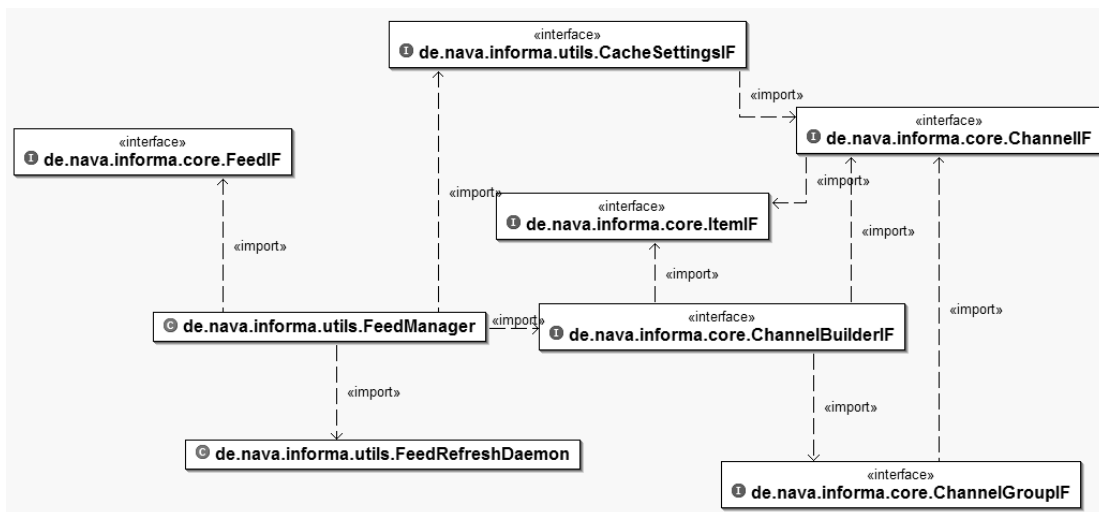 «interface»
de.nava.informa.utils.CacheSettingsIF
«import»
«interface»
de.nava.informa.core.ChannelIF
«interface»
de.nava.informa.core.FeedIF
«import»
«import»
«interface»
de.nava.informa.core.ItemIF
«import»
«import»
«import»
«import»
de.nava.informa.utils.FeedManager
«import»
«interface»
de.nava.informa.core.ChannelBuilderIF
«import»
«import»
de.nava.informa.utils.FeedRefreshDaemon
«interface»
de.nava.informa.core.ChannelGroupIF